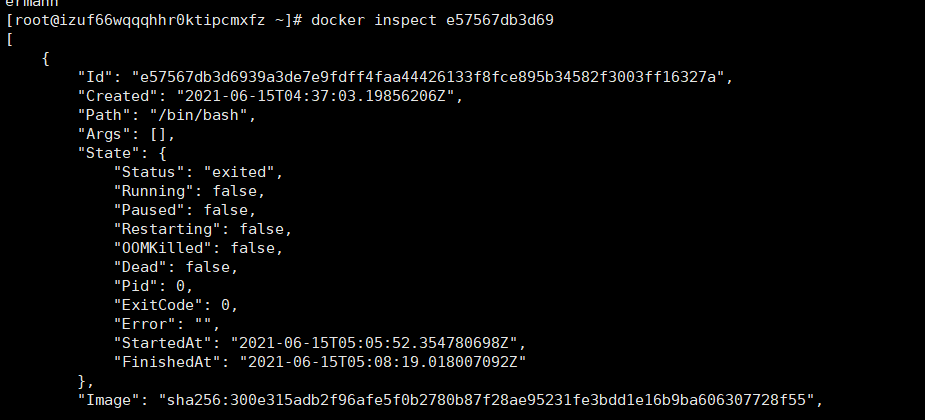 ermann
[root@izuf66wqqqhhr0ktipcmxfz ~]# docker inspect e57567db3d69
[
    {
        "Id": "e57567db3d6939a3de7e9fdff4faa44426133f8fce895b34582f3003ff16327a",
        "Created": "2021-06-15T04:37:03.19856206Z",
        "Path": "/bin/bash",
        "Args": [],
        "State": {
            "Status": "exited",
            "Running": false,
            "Paused": false,
            "Restarting": false,
            "OOMKilled": false,
            "Dead": false,
            "Pid": 0,
            "ExitCode": 0,
            "Error": "",
            "StartedAt": "2021-06-15T05:05:52.354780698Z",
            "FinishedAt": "2021-06-15T05:08:19.018007092Z"
        },
        "Image": "sha256:300e315adb2f96afe5f0b2780b87f28ae95231fe3bdd1e16b9ba606307728f55",